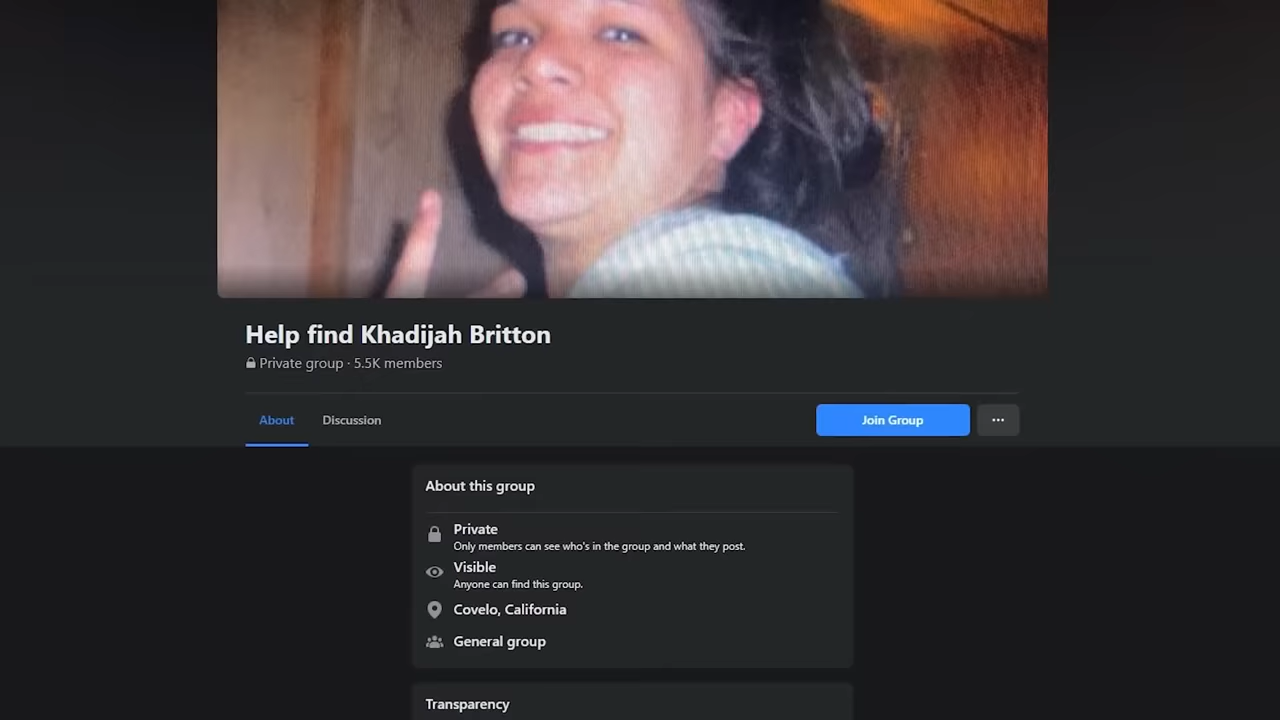 Help find Khadijah Britton
Private group · 5.5K members
About Discussion Join Group ...
About this group
Private
Only members can see who's in the group and what they post.
Visible
Anyone can find this group.
Covelo, California
General group
Transparency